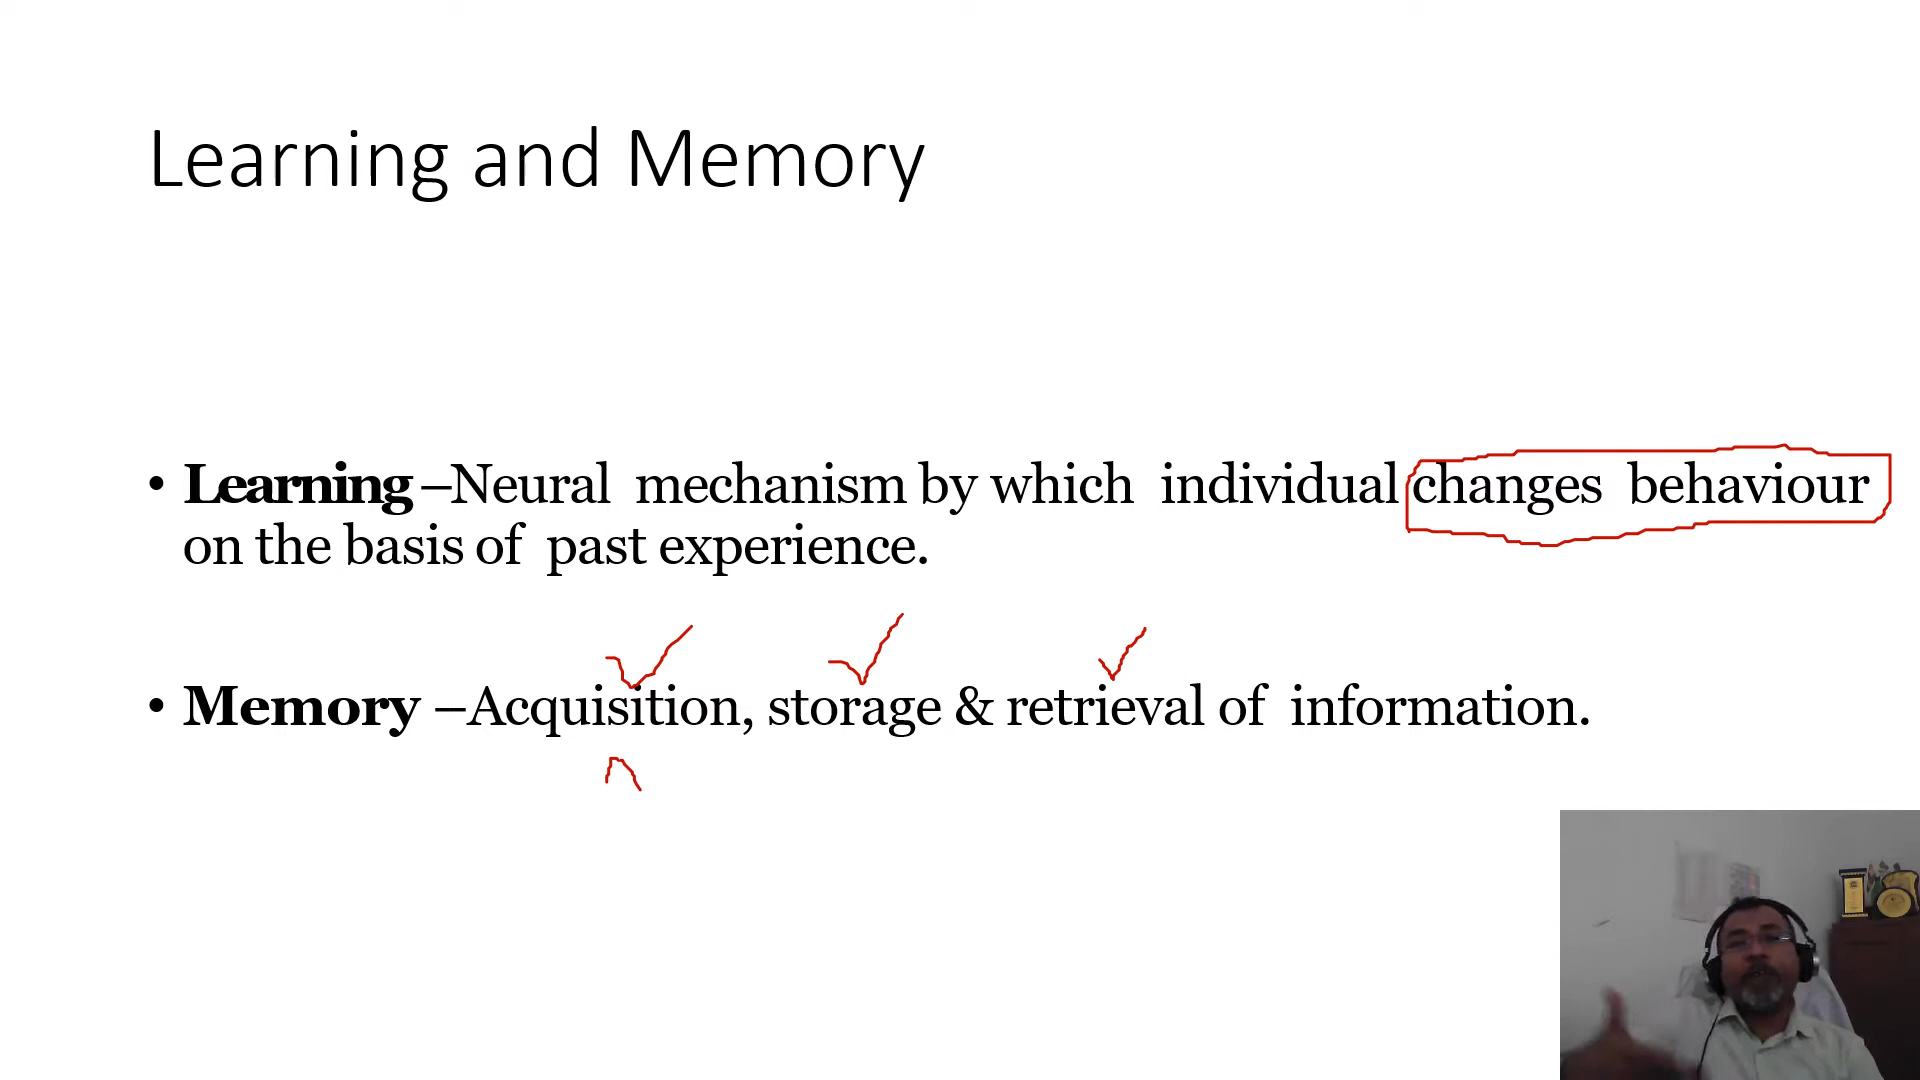 Learning and Memory
• Learning –Neural mechanism by which individual changes behaviour
on the basis of past experience.
• Memory –Acquisition, storage & retrieval of information.